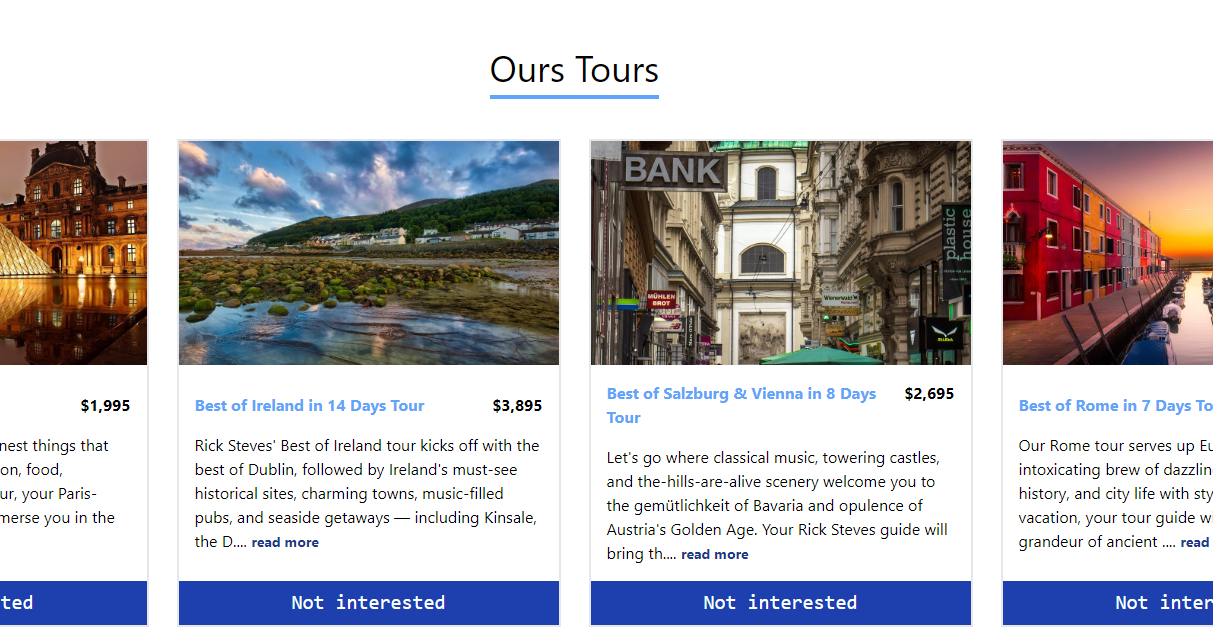 Ours Tours
BANK
plastic
house
MÜHLEN
BROT
Wienerwald
$1,995
nest things that
on, food,
ur, your Paris-
merse you in the
ted
Best of Ireland in 14 Days Tour $3,895
Rick Steves' Best of Ireland tour kicks off with the
best of Dublin, followed by Ireland's must-see
historical sites, charming towns, music-filled
pubs, and seaside getaways — including Kinsale,
the D.... read more
Not interested
Best of Salzburg & Vienna in 8 Days $2,695
Tour
Let's go where classical music, towering castles,
and the-hills-are-alive scenery welcome you to
the gemütlichkeit of Bavaria and opulence of
Austria's Golden Age. Your Rick Steves guide will
bring th.... read more
Not interested
Best of Rome in 7 Days To
Our Rome tour serves up Eu
intoxicating brew of dazzlin
history, and city life with sty
vacation, your tour guide wi
grandeur of ancient .... read
Not inter